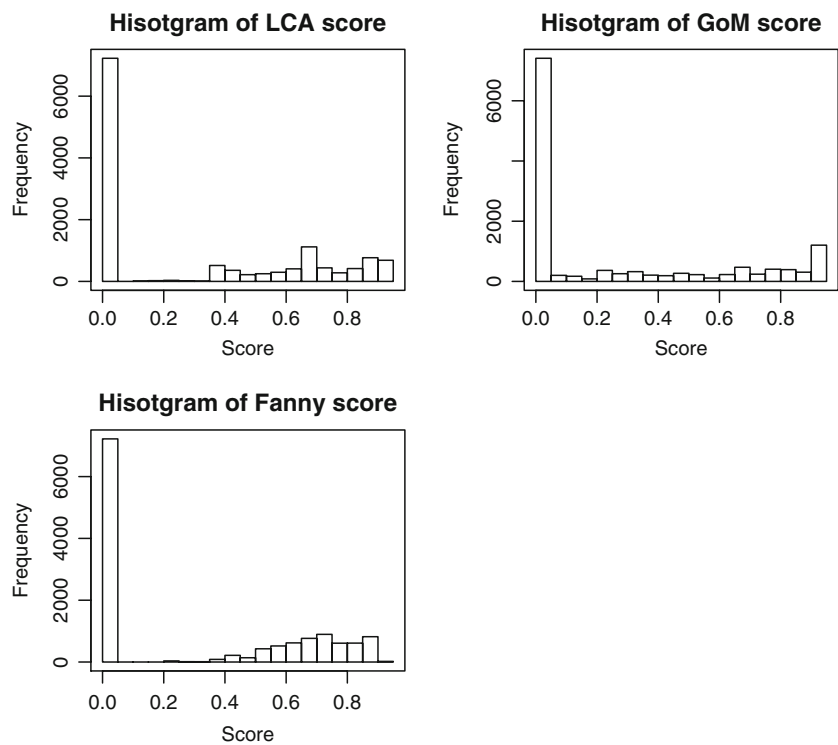 Hisotgram of LCA score
Frequency
6000
4000
2000
0
0.0 0.2 0.4 0.6 0.8
Score
Hisotgram of GoM score
Frequency
6000
2000
0
0.0 0.2 0.4 0.6 0.8
Score
Hisotgram of Fanny score
Frequency
6000
4000
2000
0
0.0 0.2 0.4 0.6 0.8
Score